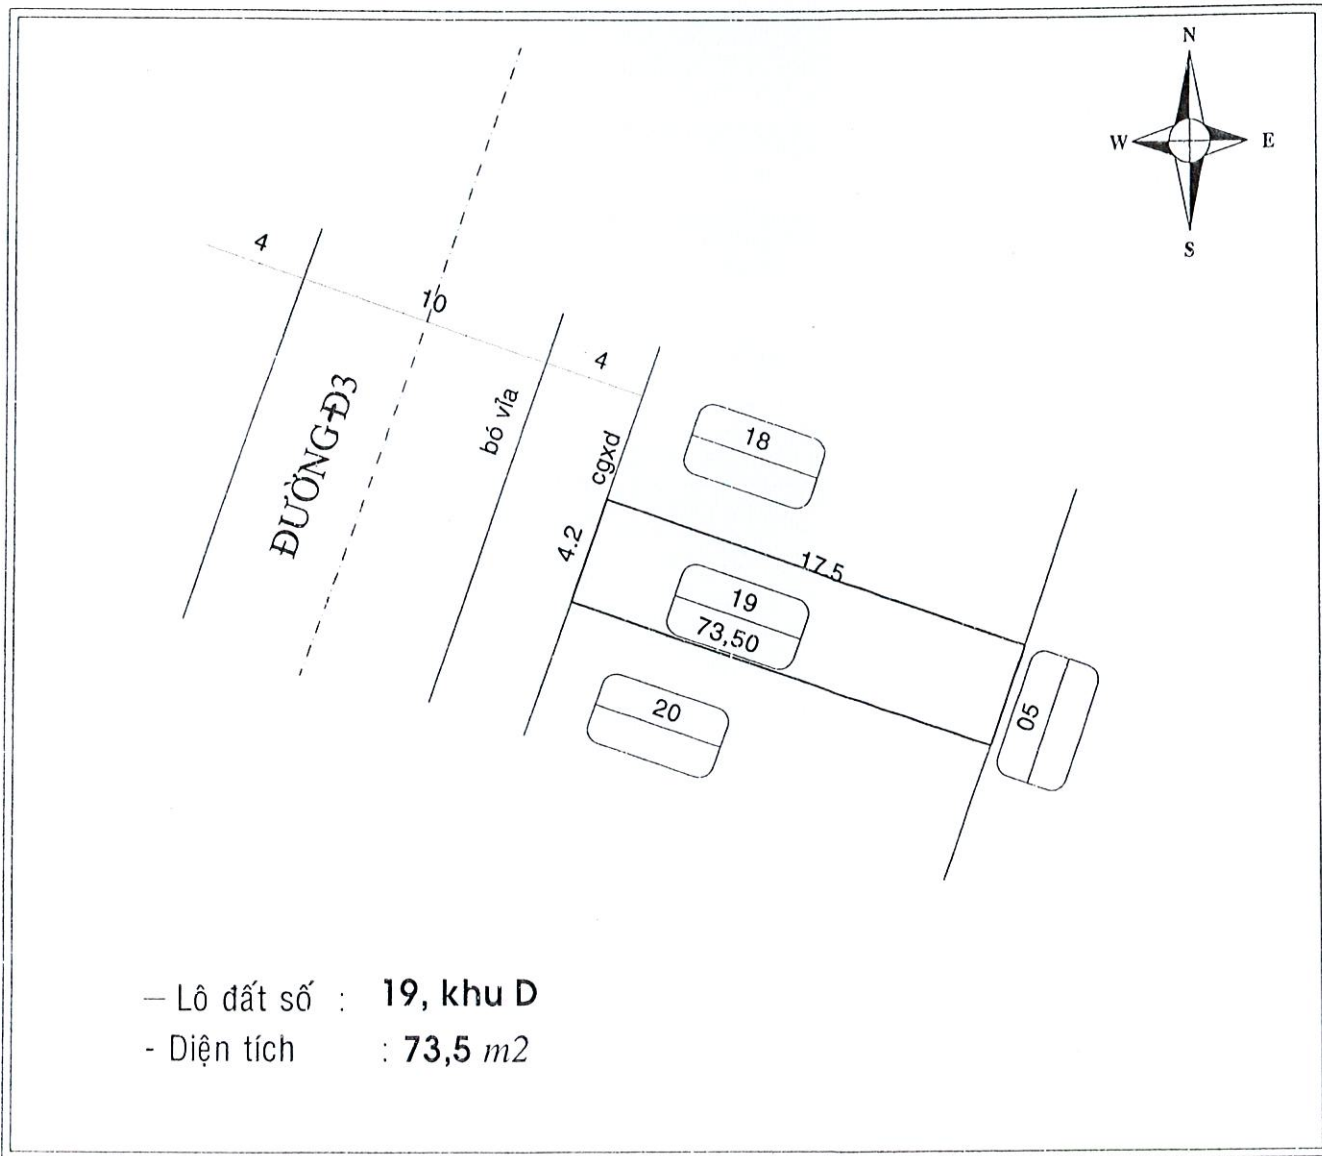 N
W E
S
4
10
4
ĐƯỜNG Đ3
bó vỉa
cgxd
18
4.2
17.5
19
73,50
20
05
— Lô đất số : 19, khu D
- Diện tích : 73,5 m2